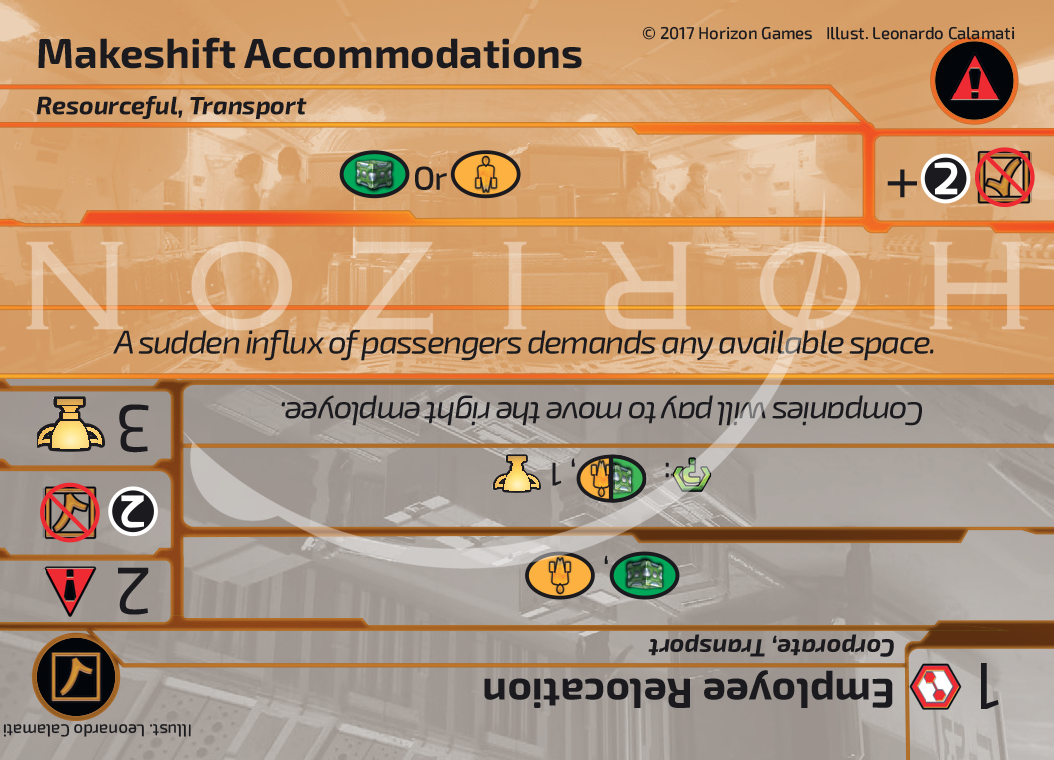 © 2017 Horizon Games Illust. Leonardo Calamati
Makeshift Accommodations
Resourceful, Transport
Or
+ 2
HORIZON
A sudden influx of passengers demands any available space.
Illust. Leonardo Calamati
1
Employee Relocation
Corporate, Transport
2
,
2
: , 1
3
Companies will pay to move the right employee.